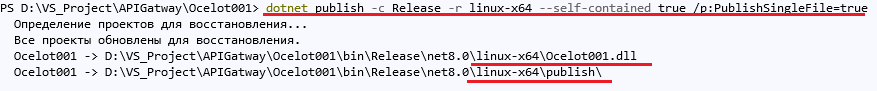 PS D:\VS_Project\APIGatway\Ocelot001> dotnet publish -c Release -r linux-x64 --self-contained true /p:PublishSingleFile=true
Определение проектов для восстановления...
Все проекты обновлены для восстановления.
Ocelot001 -> D:\VS_Project\APIGatway\Ocelot001\bin\Release\net8.0\linux-x64\Ocelot001.dll
Ocelot001 -> D:\VS_Project\APIGatway\Ocelot001\bin\Release\net8.0\linux-x64\publish\